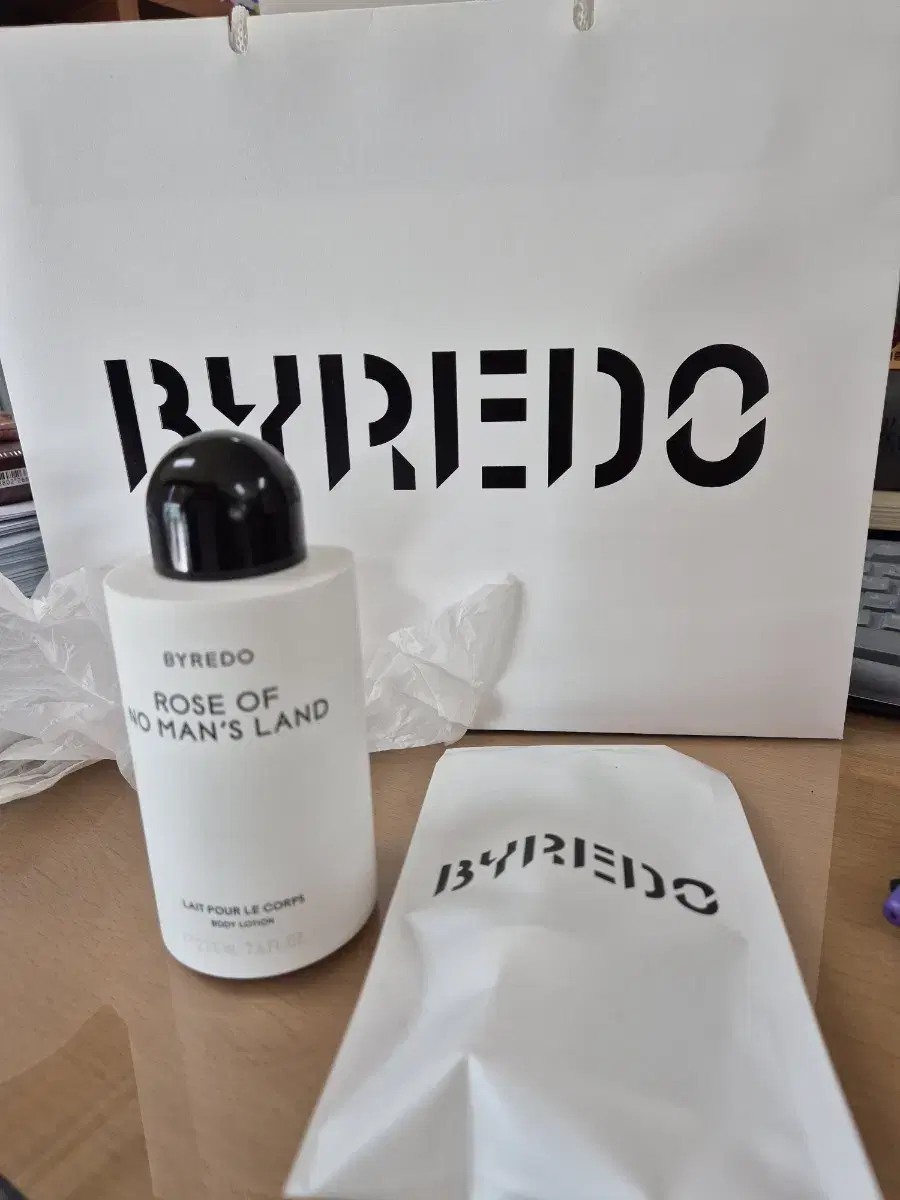 BYREDO
BYREDO
ROSE OF
NO MAN'S LAND
LAIT POUR LE CORPS
BODY LOTION
BYREDO